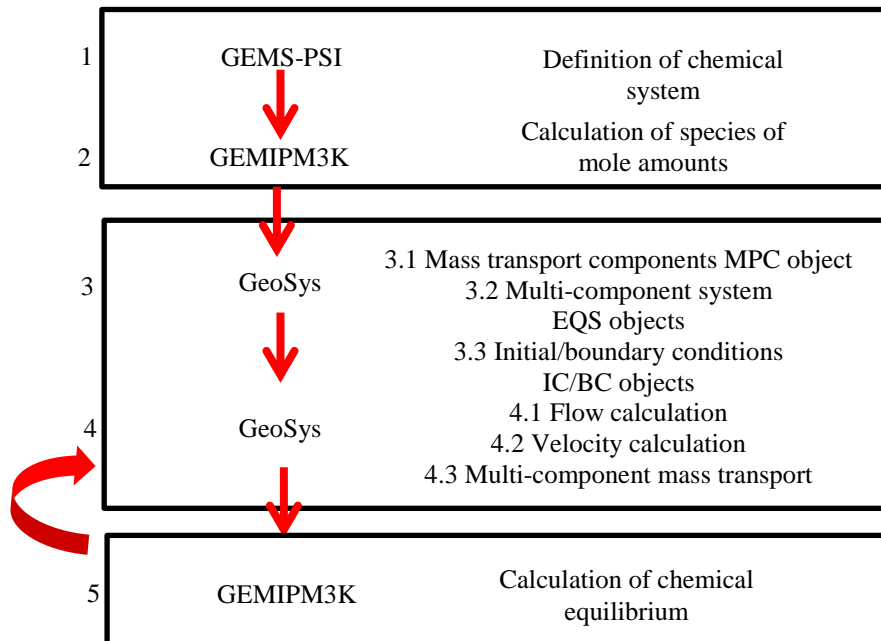 1
GEMS-PSI
Definition of chemical
system
2
GEMIPM3K
Calculation of species of
mole amounts
3
GeoSys
3.1 Mass transport components MPC object
3.2 Multi-component system
EQS objects
3.3 Initial/boundary conditions
IC/BC objects
4
GeoSys
4.1 Flow calculation
4.2 Velocity calculation
4.3 Multi-component mass transport
5
GEMIPM3K
Calculation of chemical
equilibrium